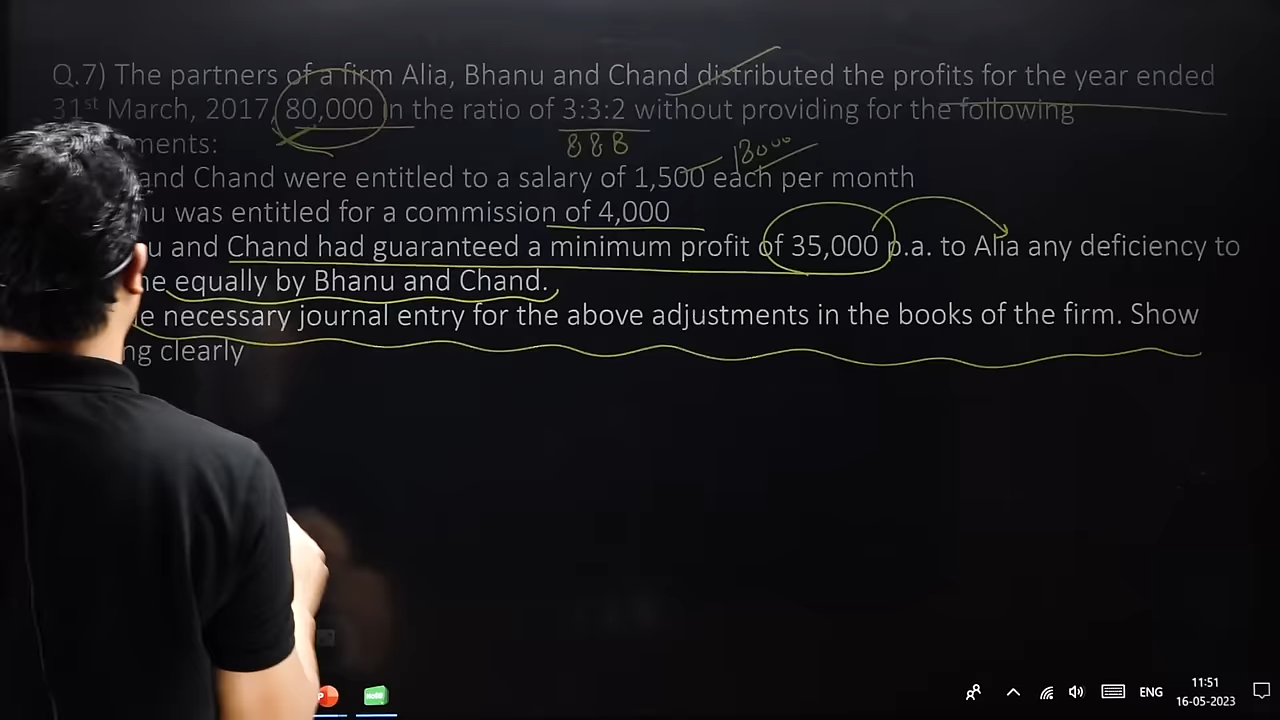 Q.7) The partners of a firm Alia, Bhanu and Chand distributed the profits for the year ended
31st March, 2017, 80,000 in the ratio of 3:3:2 without providing for the following
ments:
8 8 8
18000
and Chand were entitled to a salary of 1,500 each per month
nu was entitled for a commission of 4,000
u and Chand had guaranteed a minimum profit of 35,000 p.a. to Alia any deficiency to
ne equally by Bhanu and Chand.
e necessary journal entry for the above adjustments in the books of the firm. Show
ng clearly
ENG
11:51
16-05-2023